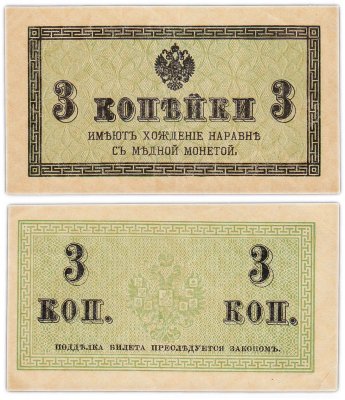 3 КОПѢЙКИ 3
ИМѢЮТЪ ХОЖДЕНІЕ НАРАВНѢ
СЪ МѢДНОЙ МОНЕТОЙ.
3 3
КОП. КОП.
ПОДДѢЛКА БИЛЕТА ПРЕСЛѢДУЕТСЯ ЗАКОНОМЪ.